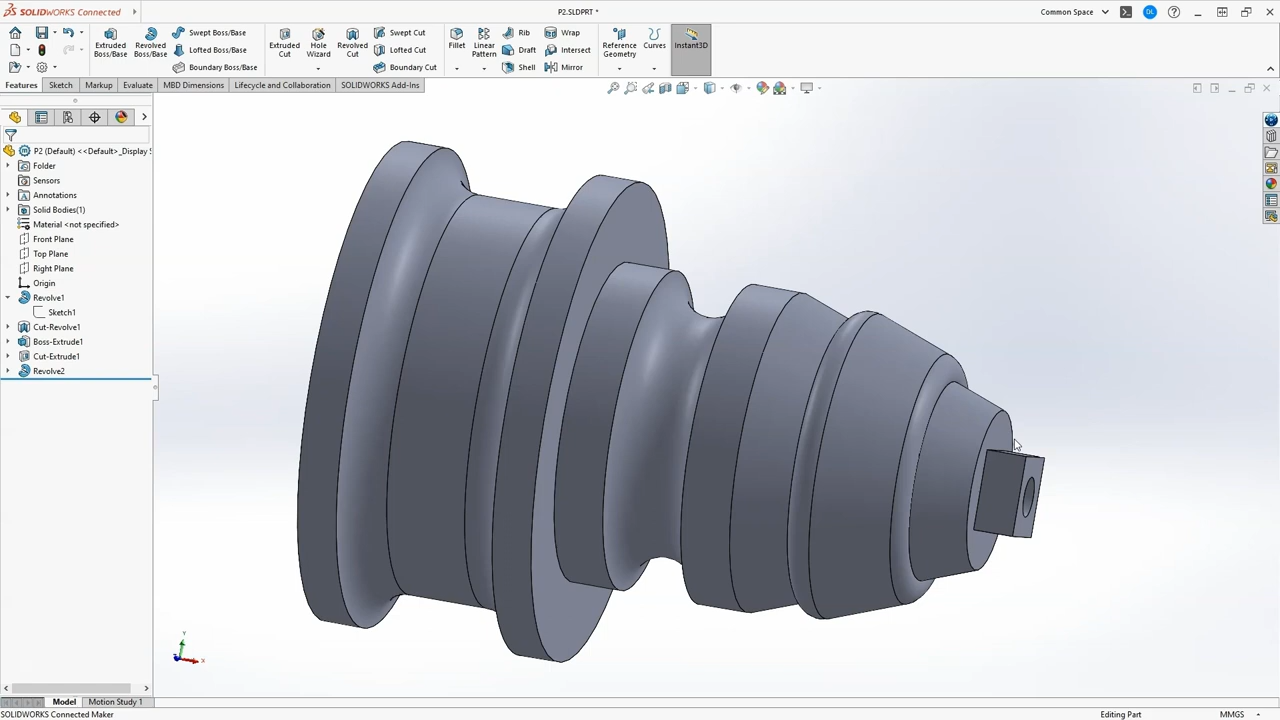 SOLIDWORKS CONNECTED
P2.SLDPRT *
Common Space
DL
Extruded Boss/Base
Revolved Boss/Base
Swept Boss/Base
Lofted Boss/Base
Boundary Boss/Base
Extruded Cut
Hole Wizard
Revolved Cut
Swept Cut
Lofted Cut
Boundary Cut
Fillet
Linear Pattern
Rib
Draft
Shell
Wrap
Intersect
Mirror
Reference Geometry
Curves
Instant3D
Features
Sketch
Markup
Evaluate
MBD Dimensions
Lifecycle and Collaboration
SOLIDWORKS Add-Ins
P2 (Default) <<Default>_Display S
Folder
Sensors
Annotations
Solid Bodies(1)
Material <not specified>
Front Plane
Top Plane
Right Plane
Origin
Revolve1
Sketch1
Cut-Revolve1
Boss-Extrude1
Cut-Extrude1
Revolve2
Y
X
Model
Motion Study 1
SOLIDWORKS Connected Maker
Editing Part
MMGS